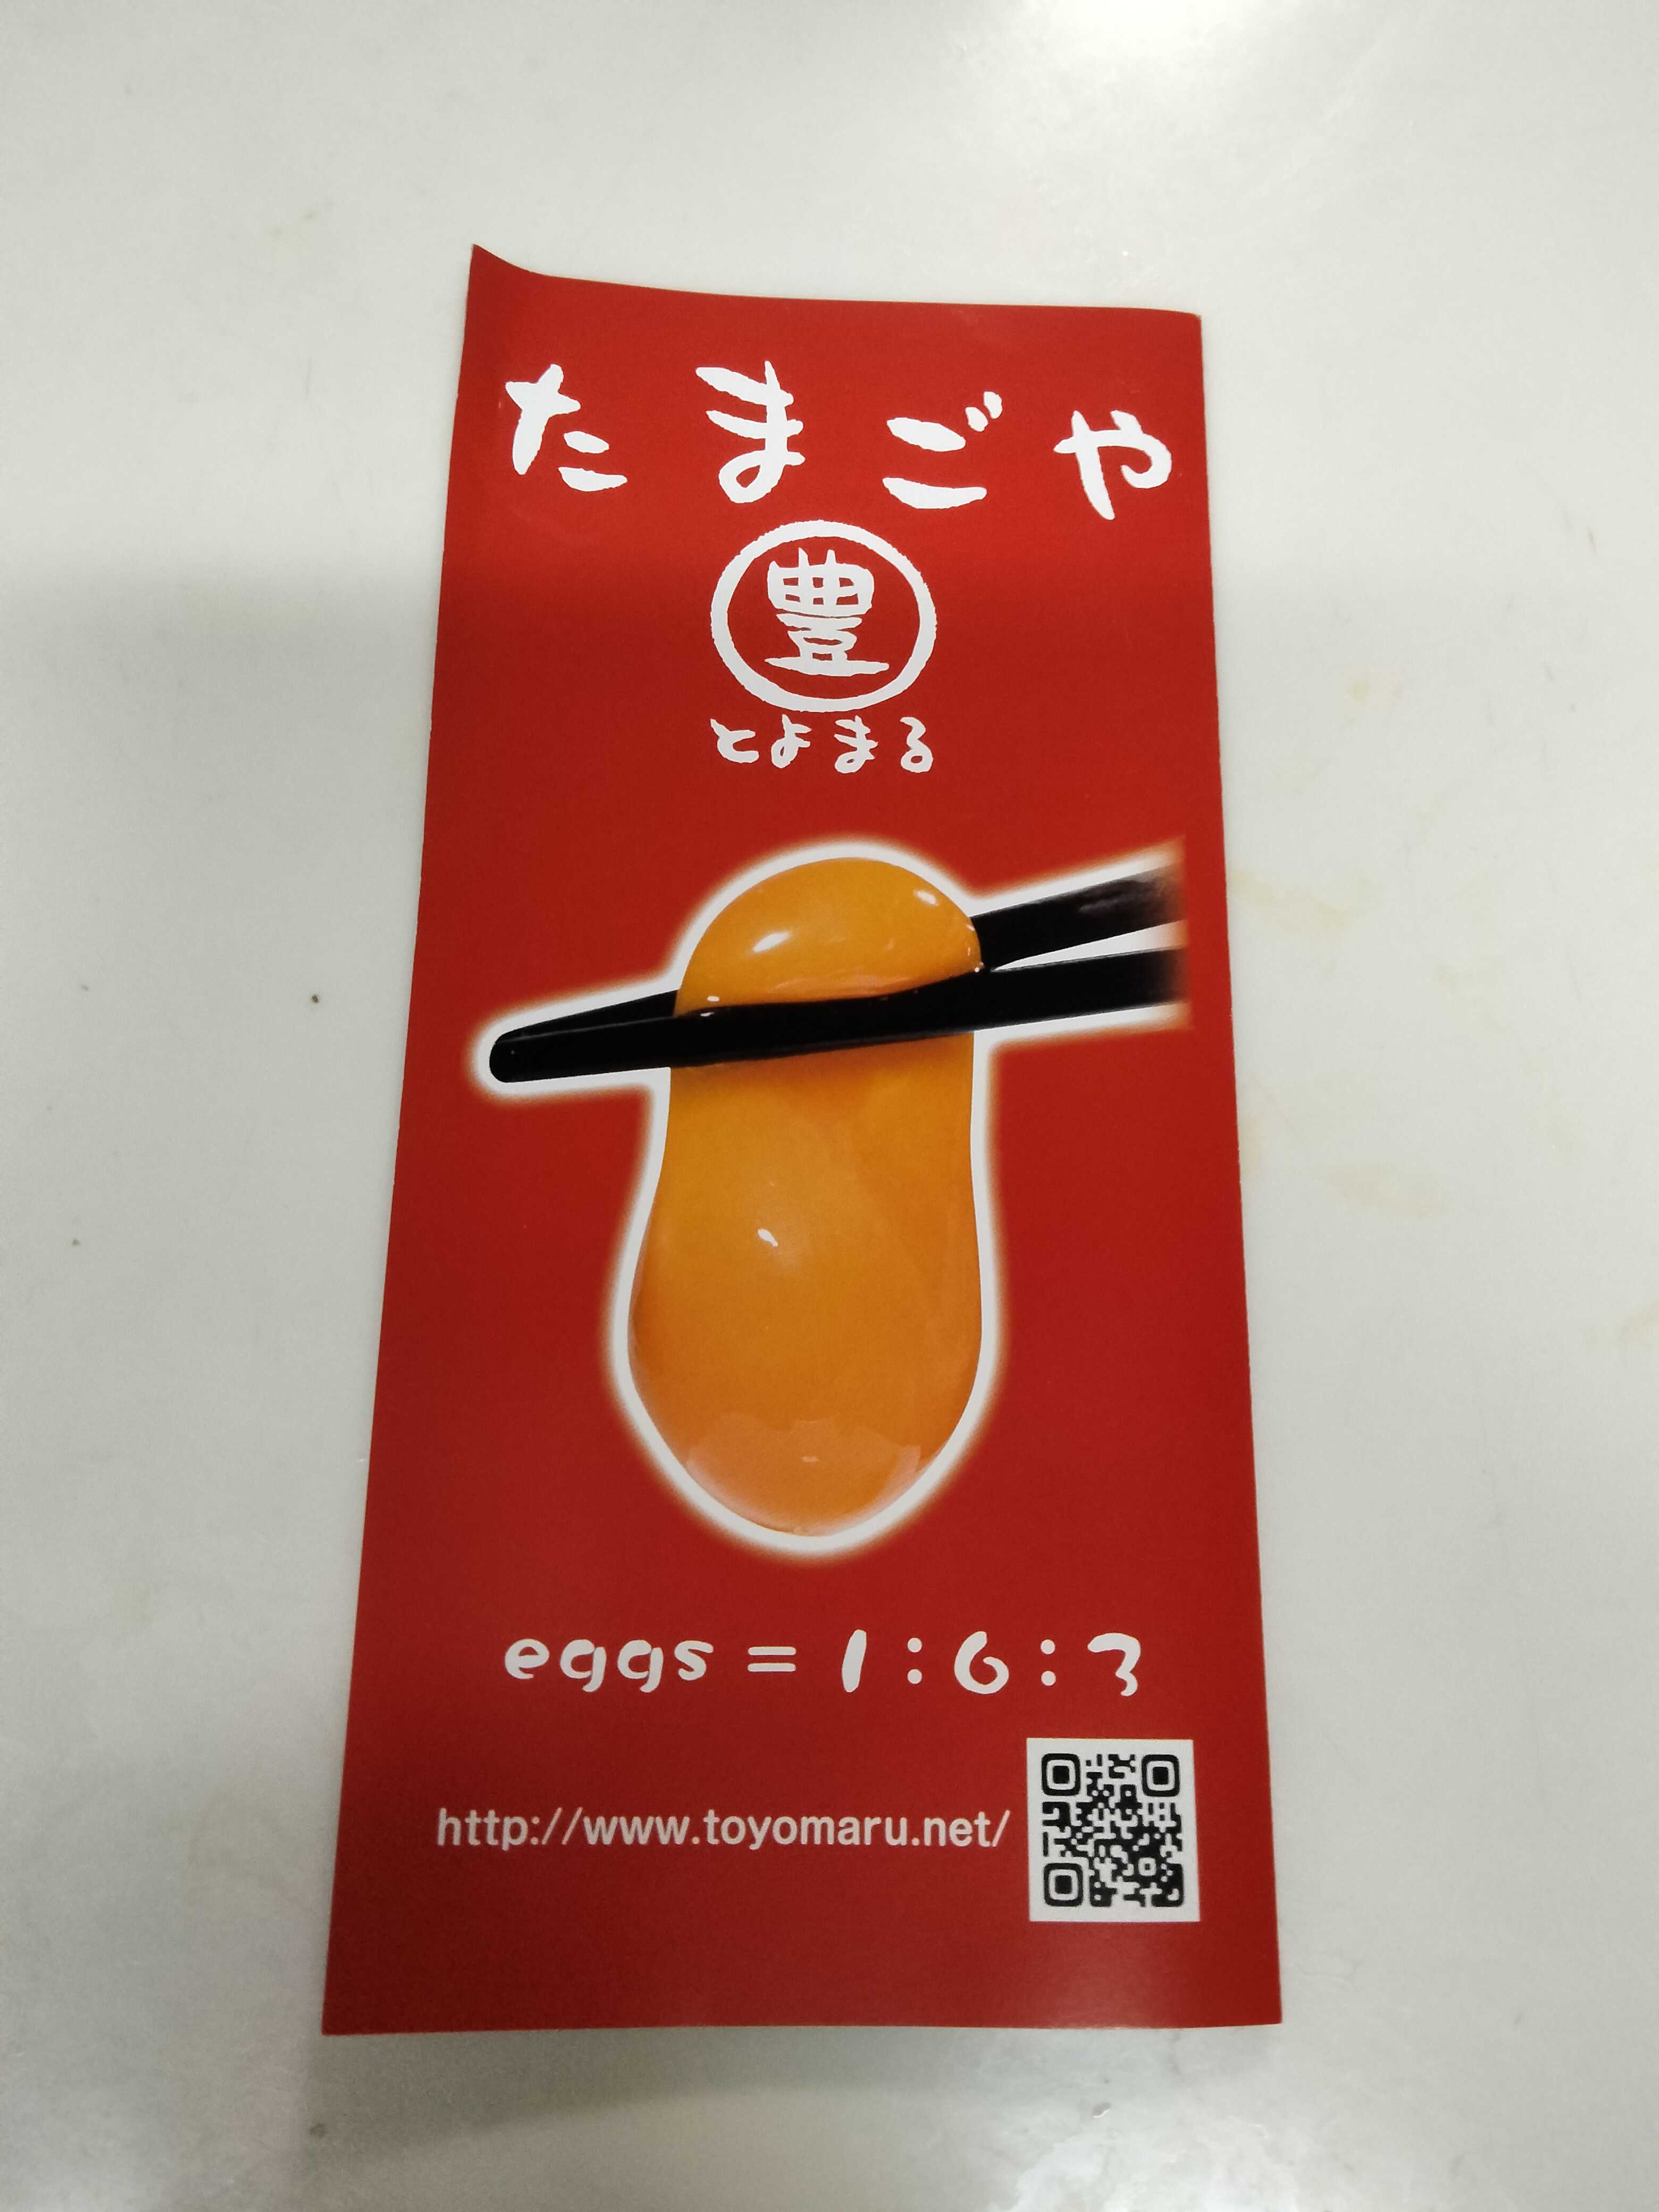 たまごや
豊
とよまる
eggs = 1:6:3
http://www.toyomaru.net/